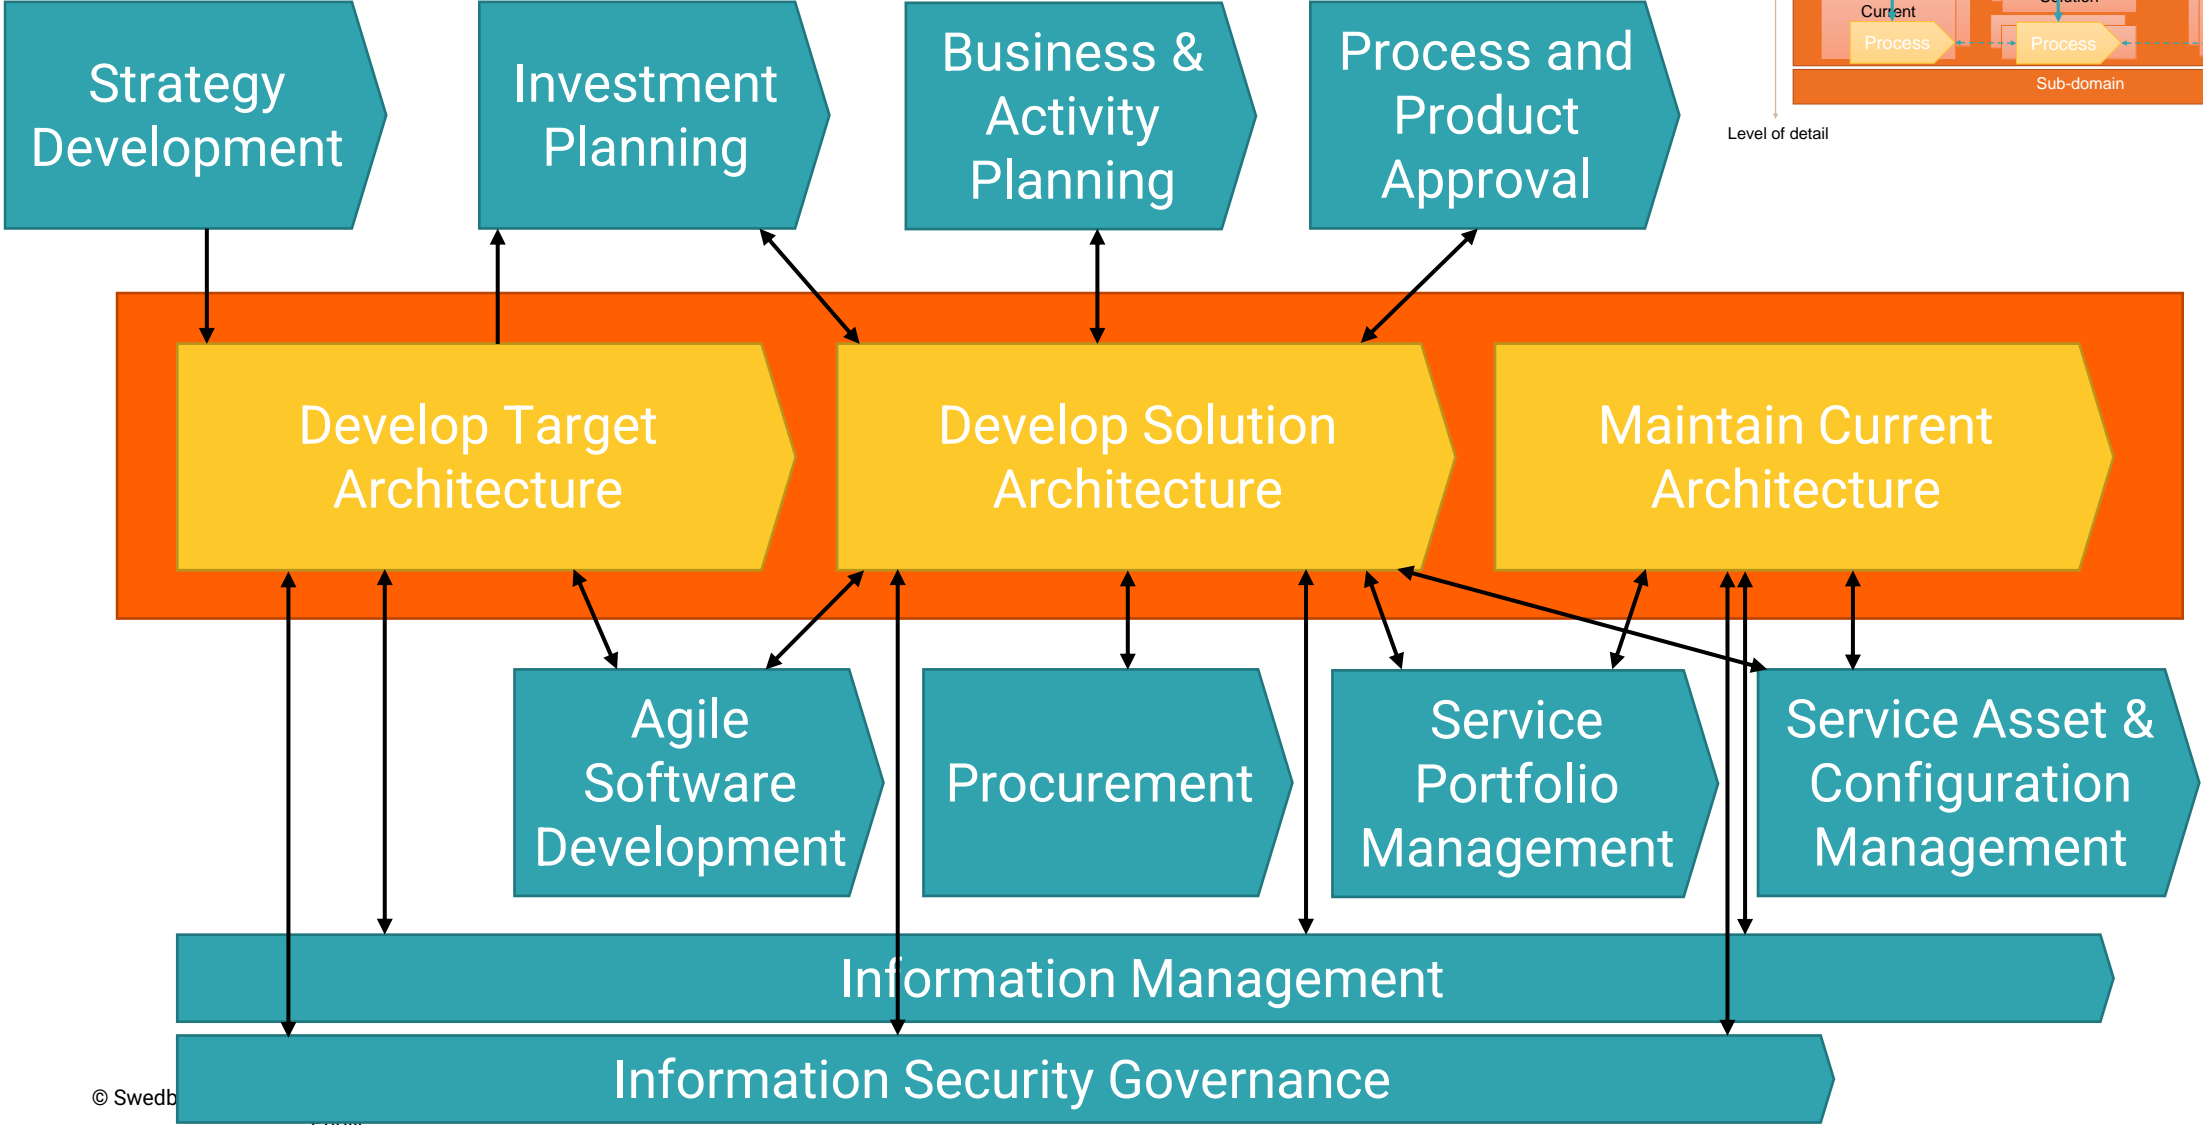 Strategy
Development
Investment
Planning
Business &
Activity
Planning
Process and
Product
Approval
Current
Solution
Process
Process
Sub-domain
Level of detail
Develop Target
Architecture
Develop Solution
Architecture
Maintain Current
Architecture
Agile
Software
Development
Procurement
Service
Portfolio
Management
Service Asset &
Configuration
Management
Information Management
Information Security Governance
© Swedb